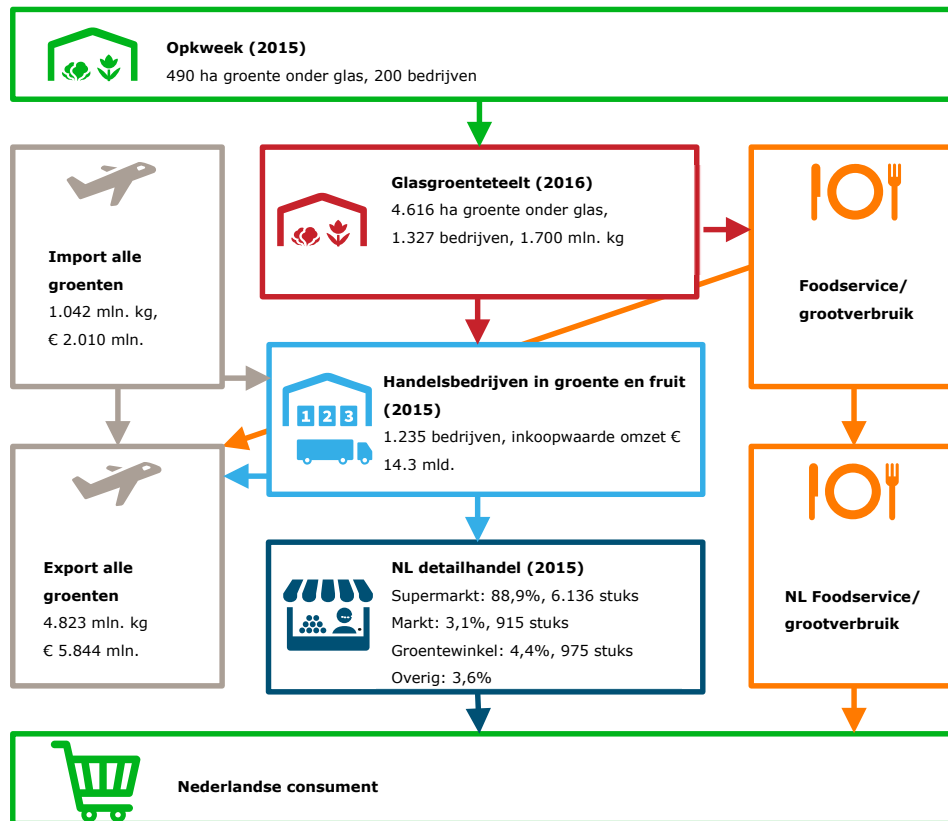 Opkweek (2015)
490 ha groente onder glas, 200 bedrijven
Glasgroenteteelt (2016)
4.616 ha groente onder glas,
1.327 bedrijven, 1.700 mln. kg
Import alle
groenten
1.042 mln. kg,
€ 2.010 mln.
Foodservice/
grootverbruik
Handelsbedrijven in groente en fruit
(2015)
1.235 bedrijven, inkoopwaarde omzet €
14.3 mld.
1 2 3
Export alle
groenten
4.823 mln. kg
€ 5.844 mln.
NL detailhandel (2015)
Supermarkt: 88,9%, 6.136 stuks
Markt: 3,1%, 915 stuks
Groentewinkel: 4,4%, 975 stuks
Overig: 3,6%
NL Foodservice/
grootverbruik
Nederlandse consument